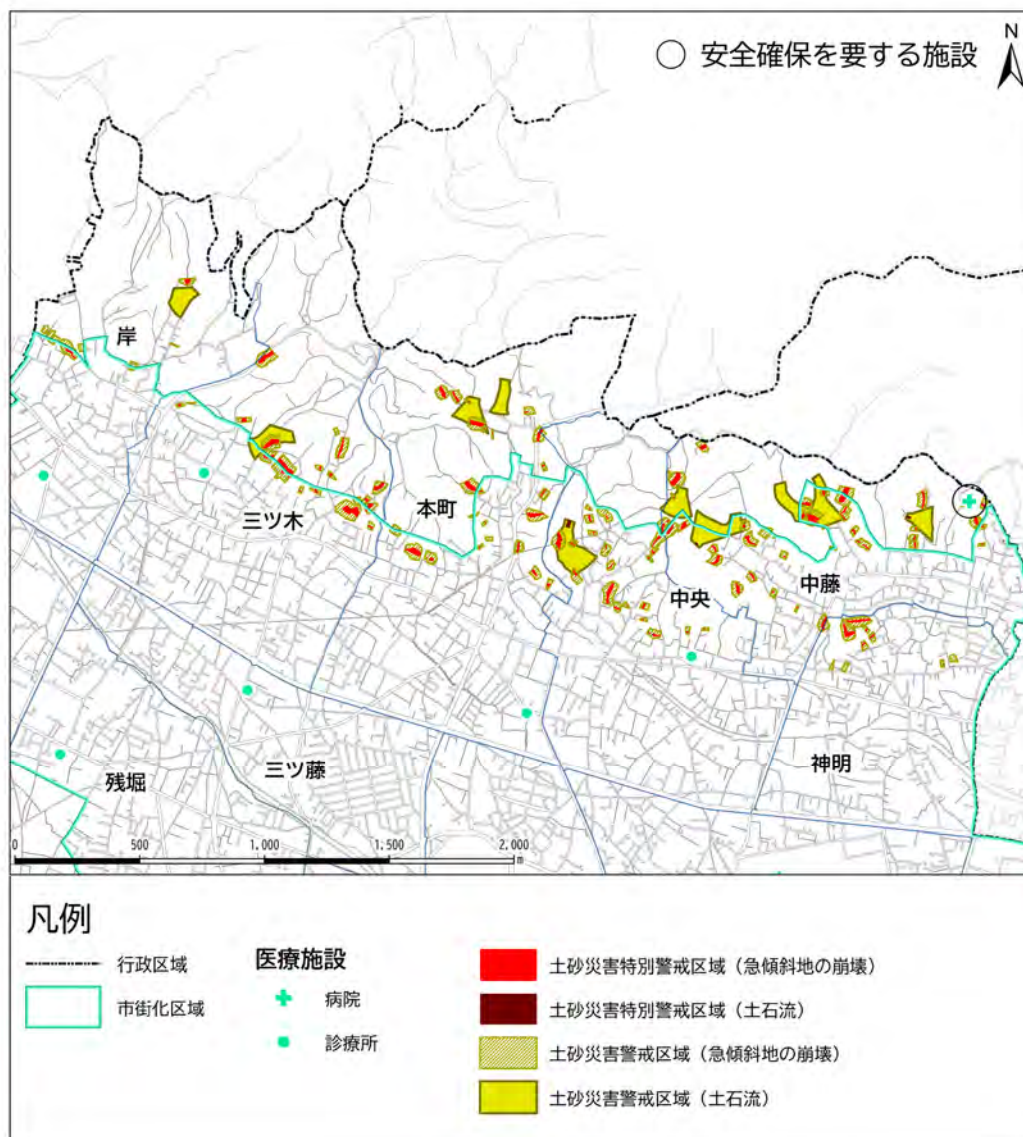 ○ 安全確保を要する施設
N
岸
三ツ木
本町
中央
中藤
残堀
三ツ藤
神明
0 500 1,000 1,500 2,000
m
凡例
行政区域
市街化区域
医療施設
病院
診療所
土砂災害特別警戒区域（急傾斜地の崩壊）
土砂災害特別警戒区域（土石流）
土砂災害警戒区域（急傾斜地の崩壊）
土砂災害警戒区域（土石流）